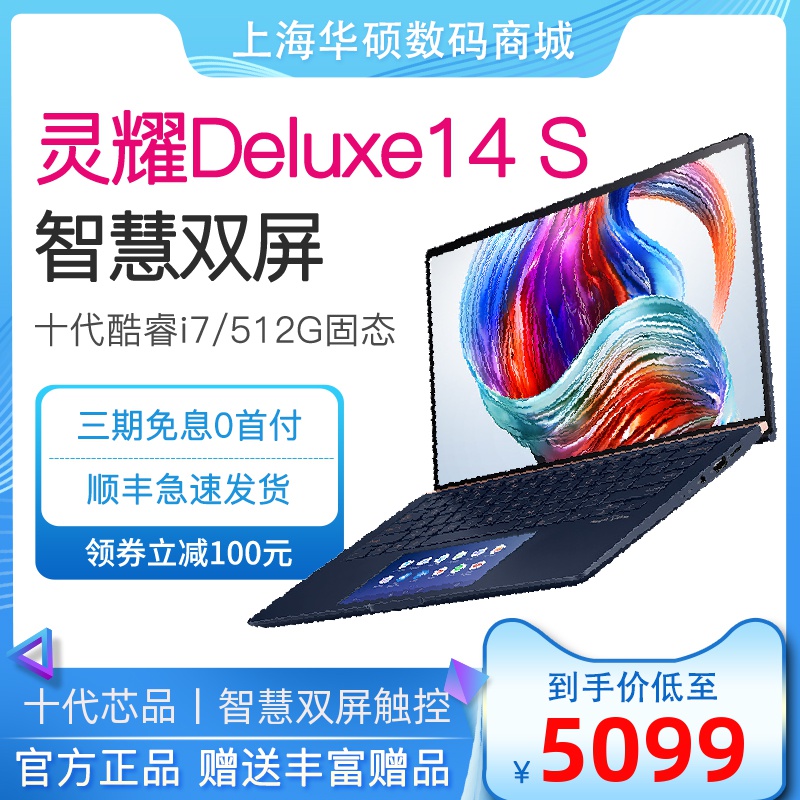 上海华硕数码商城
灵耀Deluxe14 S
智慧双屏
十代酷睿i7/512G固态
三期免息0首付
顺丰急速发货
领券立减100元
十代芯品丨智慧双屏触控
官方正品 赠送丰富赠品
到手价低至
¥5099